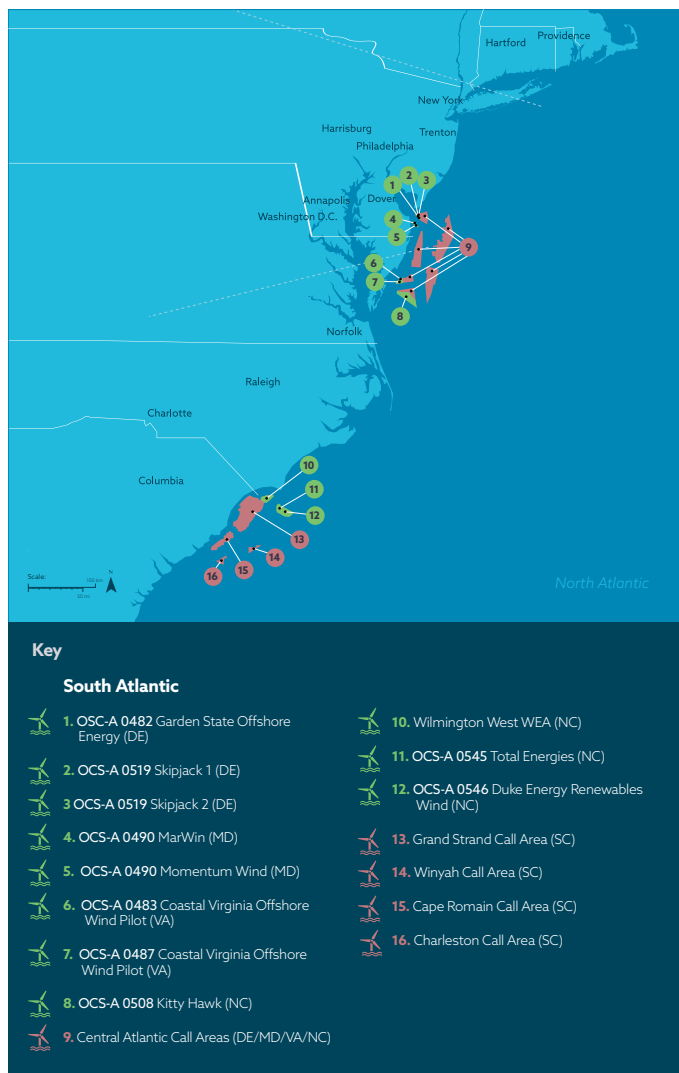 Hartford
Providence
New York
Harrisburg
Trenton
Philadelphia
Annapolis
Dover
Washington D.C.
1
2
3
4
5
6
7
8
9
Norfolk
Raleigh
Charlotte
Columbia
10
11
12
13
14
15
16
Scale:
N
North Atlantic
Key
South Atlantic
1. OSC-A 0482 Garden State Offshore
Energy (DE)
2. OCS-A 0519 Skipjack 1 (DE)
3 OCS-A 0519 Skipjack 2 (DE)
4. OCS-A 0490 MarWin (MD)
5. OCS-A 0490 Momentum Wind (MD)
6. OCS-A 0483 Coastal Virginia Offshore
Wind Pilot (VA)
7. OCS-A 0487 Coastal Virginia Offshore
Wind Pilot (VA)
8. OCS-A 0508 Kitty Hawk (NC)
9. Central Atlantic Call Areas (DE/MD/VA/NC)
10. Wilmington West WEA (NC)
11. OCS-A 0545 Total Energies (NC)
12. OCS-A 0546 Duke Energy Renewables
Wind (NC)
13. Grand Strand Call Area (SC)
14. Winyah Call Area (SC)
15. Cape Romain Call Area (SC)
16. Charleston Call Area (SC)